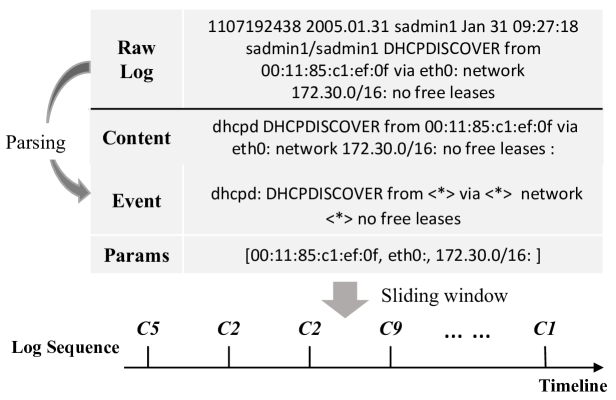 Raw Log
1107192438 2005.01.31 sadmin1 Jan 31 09:27:18
sadmin1/sadmin1 DHCPDISCOVER from
00:11:85:c1:ef:0f via eth0: network
172.30.0/16: no free leases
Parsing
Content
dhcpd DHCPDISCOVER from 00:11:85:c1:ef:0f via
eth0: network 172.30.0/16: no free leases :
Event
dhcpd: DHCPDISCOVER from <*> via <*> network
<*> no free leases
Params
[00:11:85:c1:ef:0f, eth0:, 172.30.0/16: ]
Sliding window
C5 C2 C2 C9 ... ... C1
Log Sequence
Timeline